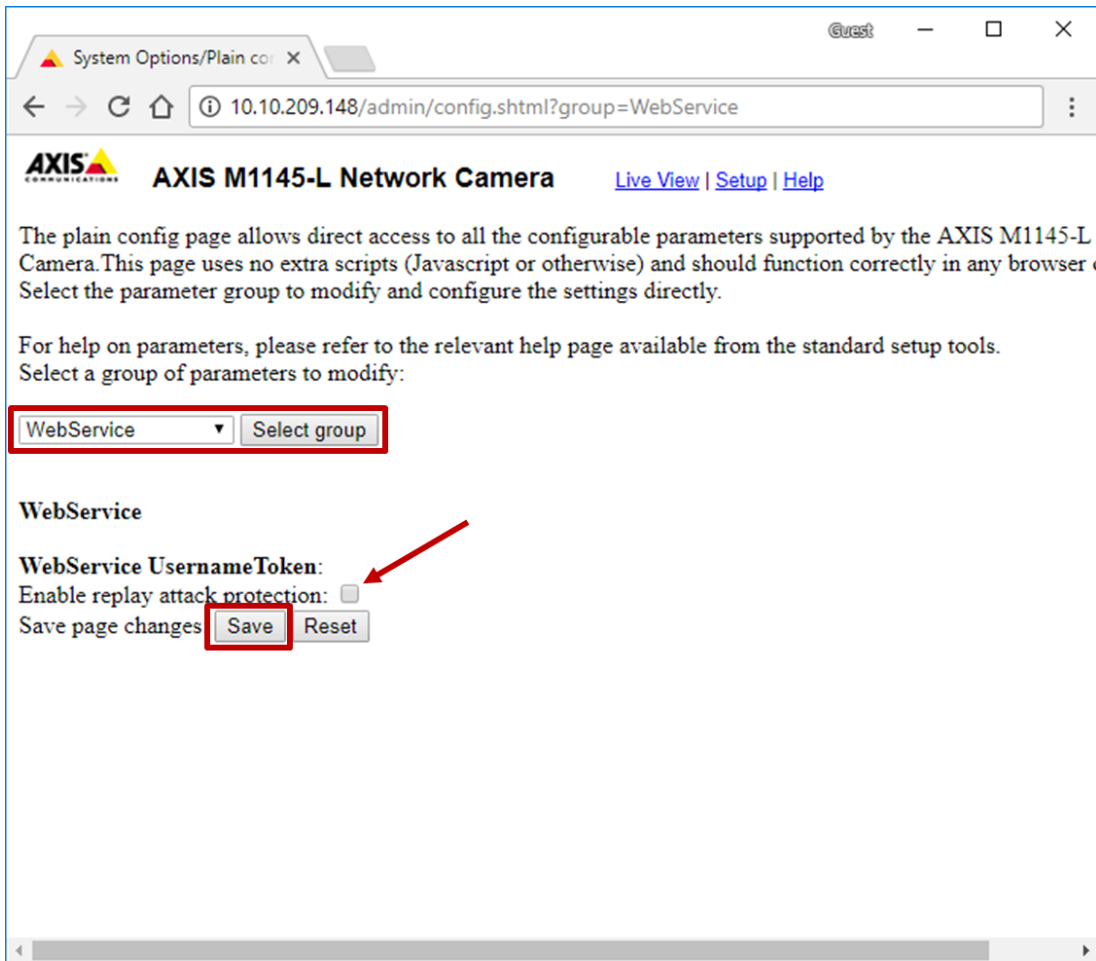 Guest
System Options/Plain co
10.10.209.148/admin/config.shtml?group=WebService
AXIS
COMMUNICATIONS
AXIS M1145-L Network Camera
Live View | Setup | Help
The plain config page allows direct access to all the configurable parameters supported by the AXIS M1145-L
Camera.This page uses no extra scripts (Javascript or otherwise) and should function correctly in any browser
Select the parameter group to modify and configure the settings directly.
For help on parameters, please refer to the relevant help page available from the standard setup tools.
Select a group of parameters to modify:
WebService Select group
WebService
WebService UsernameToken:
Enable replay attack protection:
Save page changes Save Reset